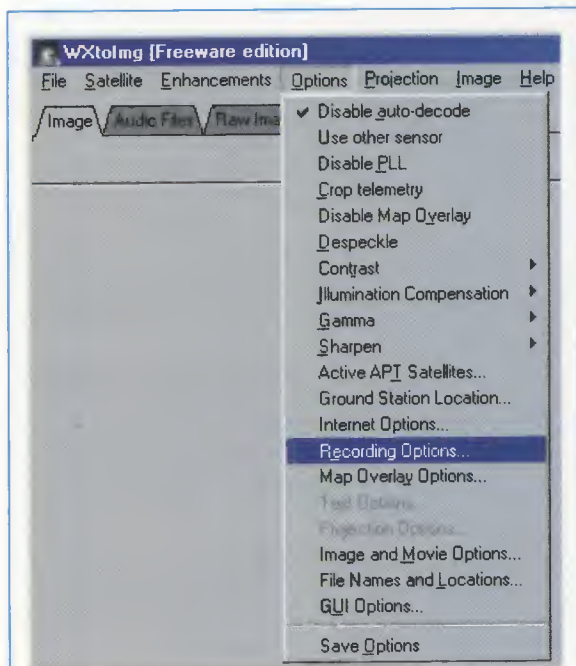 WXtoImg [Freeware edition]
File Satellite Enhancements Options Projection Image Help
Image Audio Files Raw Ima
Disable auto-decode
Use other sensor
Disable PLL
Crop telemetry
Disable Map Overlay
Despeckle
Contrast
Illumination Compensation
Gamma
Sharpen
Active APT Satellites...
Ground Station Location...
Internet Options...
Recording Options...
Map Overlay Options...
Text Options...
Projection Options...
Image and Movie Options...
File Names and Locations...
GUI Options...
Save Options